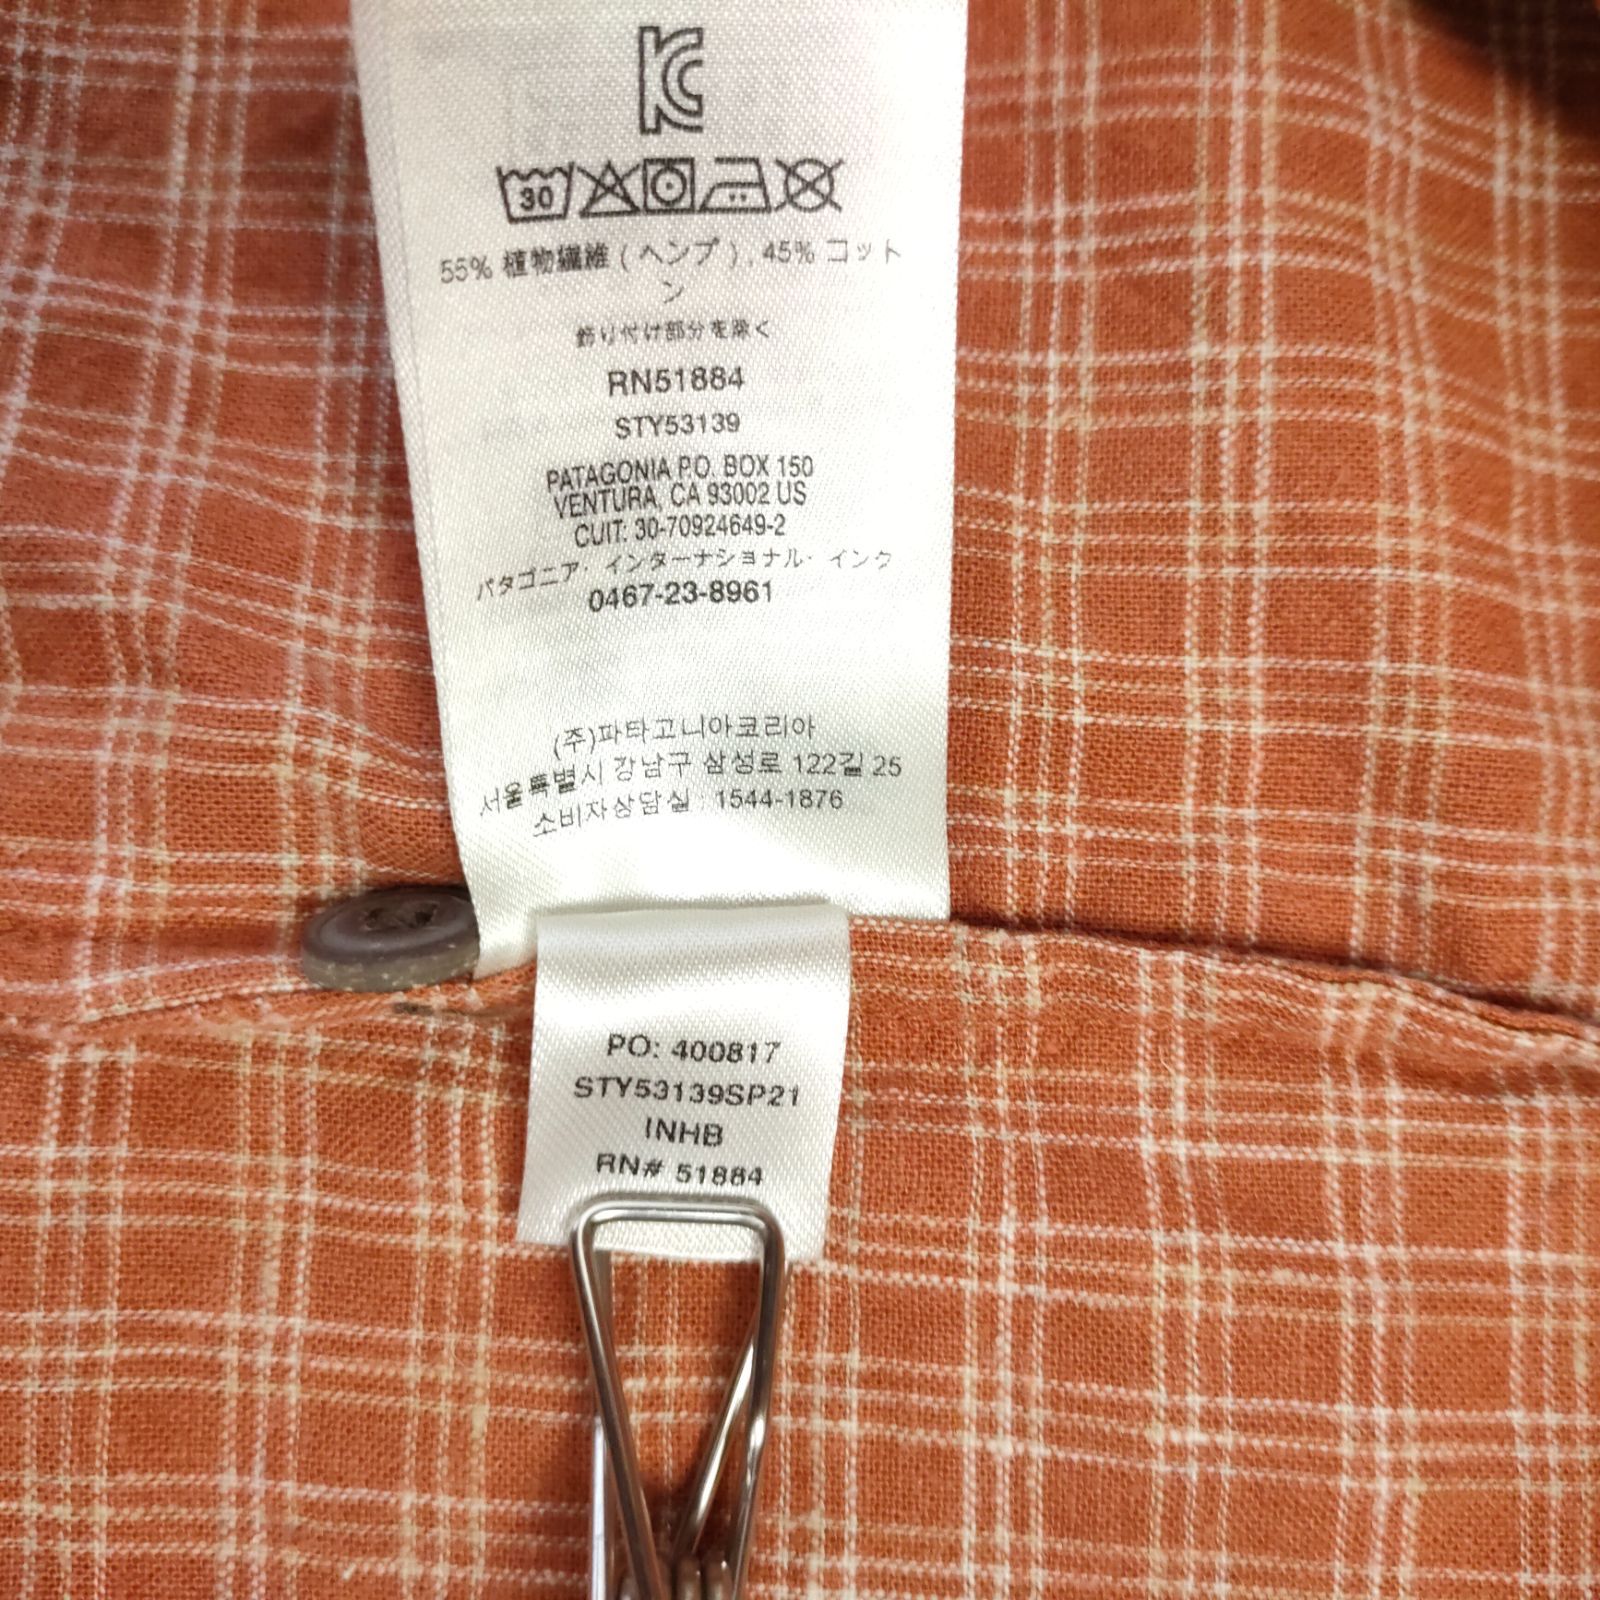 30
55% 植物繊維 (ヘンプ), 45% コット
ン
飾り付け部分を除く
RN51884
STY53139
PATAGONIA P.O. BOX 150
VENTURA, CA 93002 US
CUIT: 30-70924649-2
パタゴニア・インターナショナル・インク
0467-23-8961
(주)파타고니아코리아
서울특별시 강남구 삼성로 122길 25
소비자상담실 : 1544-1876
PO: 400817
STY53139SP21
INHB
RN# 51884